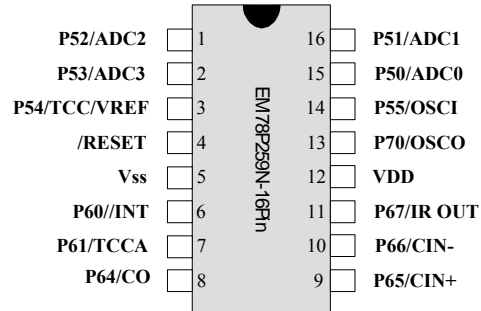 P52/ADC2 1 16 P51/ADC1
P53/ADC3 2 15 P50/ADC0
P54/TCC/VREF 3 14 P55/OSCI
/RESET 4 13 P70/OSCO
Vss 5 12 VDD
P60//INT 6 11 P67/IR OUT
P61/TCCA 7 10 P66/CIN-
P64/CO 8 9 P65/CIN+
EM78P259N-16Pin